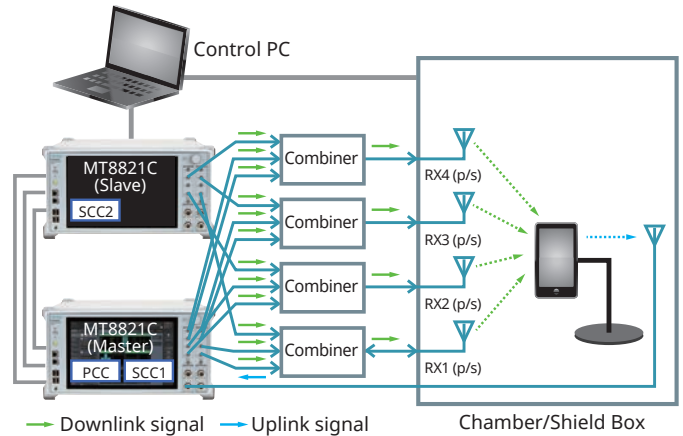 Control PC
MT8821C
(Slave)
SCC2
MT8821C
(Master)
PCC
SCC1
Combiner
Combiner
Combiner
Combiner
RX4 (p/s)
RX3 (p/s)
RX2 (p/s)
RX1 (p/s)
Downlink signal
Uplink signal
Chamber/Shield Box